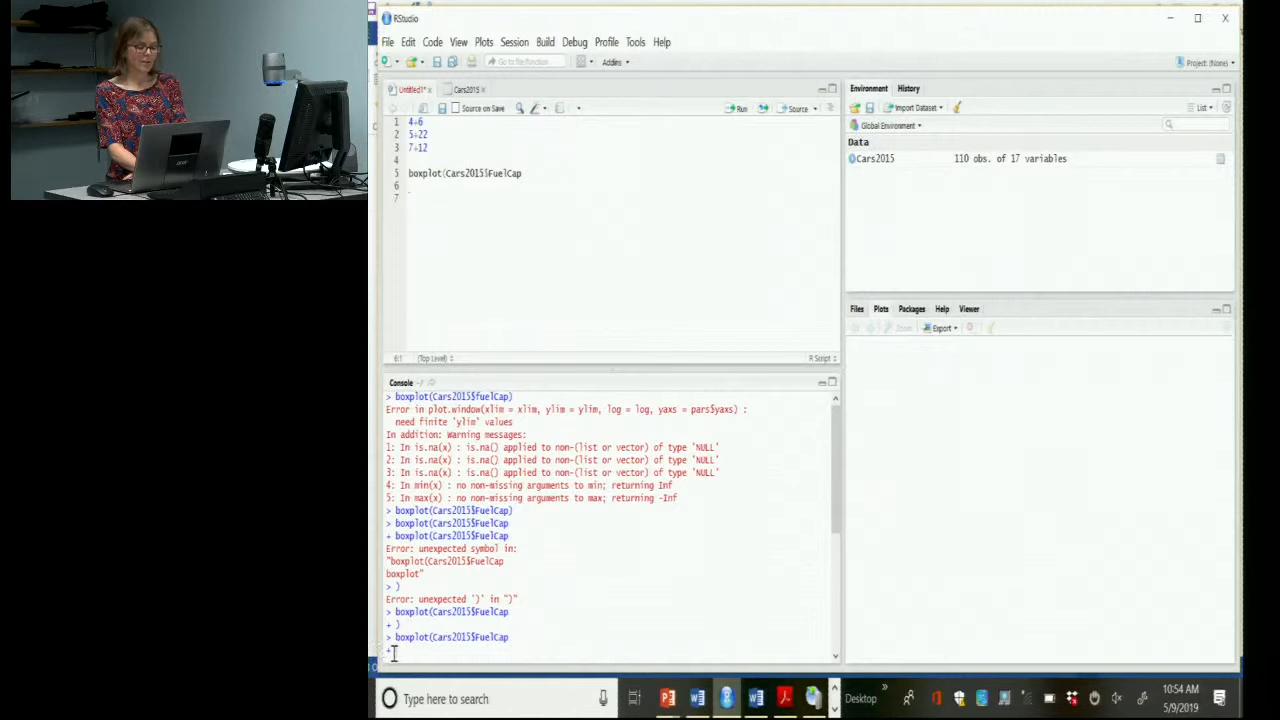 RStudio
File Edit Code View Plots Session Build Debug Profile Tools Help
Go to file/function
Addins
Project: (None)
Untitled1*
Cars2015
Source on Save
Run
Source
1 4+6
2 5+22
3 7+12
4
5 boxplot(Cars2015$FuelCap
6
7
6:1
(Top Level)
R Script
Console ~/
> boxplot(Cars2015$fuelCap)
Error in plot.window(xlim = xlim, ylim = ylim, log = log, yaxs = pars$yaxs) :
need finite 'ylim' values
In addition: Warning messages:
1: In is.na(x) : is.na() applied to non-(list or vector) of type 'NULL'
2: In is.na(x) : is.na() applied to non-(list or vector) of type 'NULL'
3: In is.na(x) : is.na() applied to non-(list or vector) of type 'NULL'
4: In min(x) : no non-missing arguments to min; returning Inf
5: In max(x) : no non-missing arguments to max; returning -Inf
> boxplot(Cars2015$FuelCap)
> boxplot(Cars2015$FuelCap
+ boxplot(Cars2015$FuelCap
Error: unexpected symbol in:
"boxplot(Cars2015$FuelCap
boxplot"
> )
Error: unexpected ')' in ")"
> boxplot(Cars2015$FuelCap
+ )
> boxplot(Cars2015$FuelCap
+
Environment History
Import Dataset
List
Global Environment
Data
Cars2015 110 obs. of 17 variables
Files Plots Packages Help Viewer
Zoom
Export
Type here to search
Desktop
10:54 AM
5/9/2019
acer